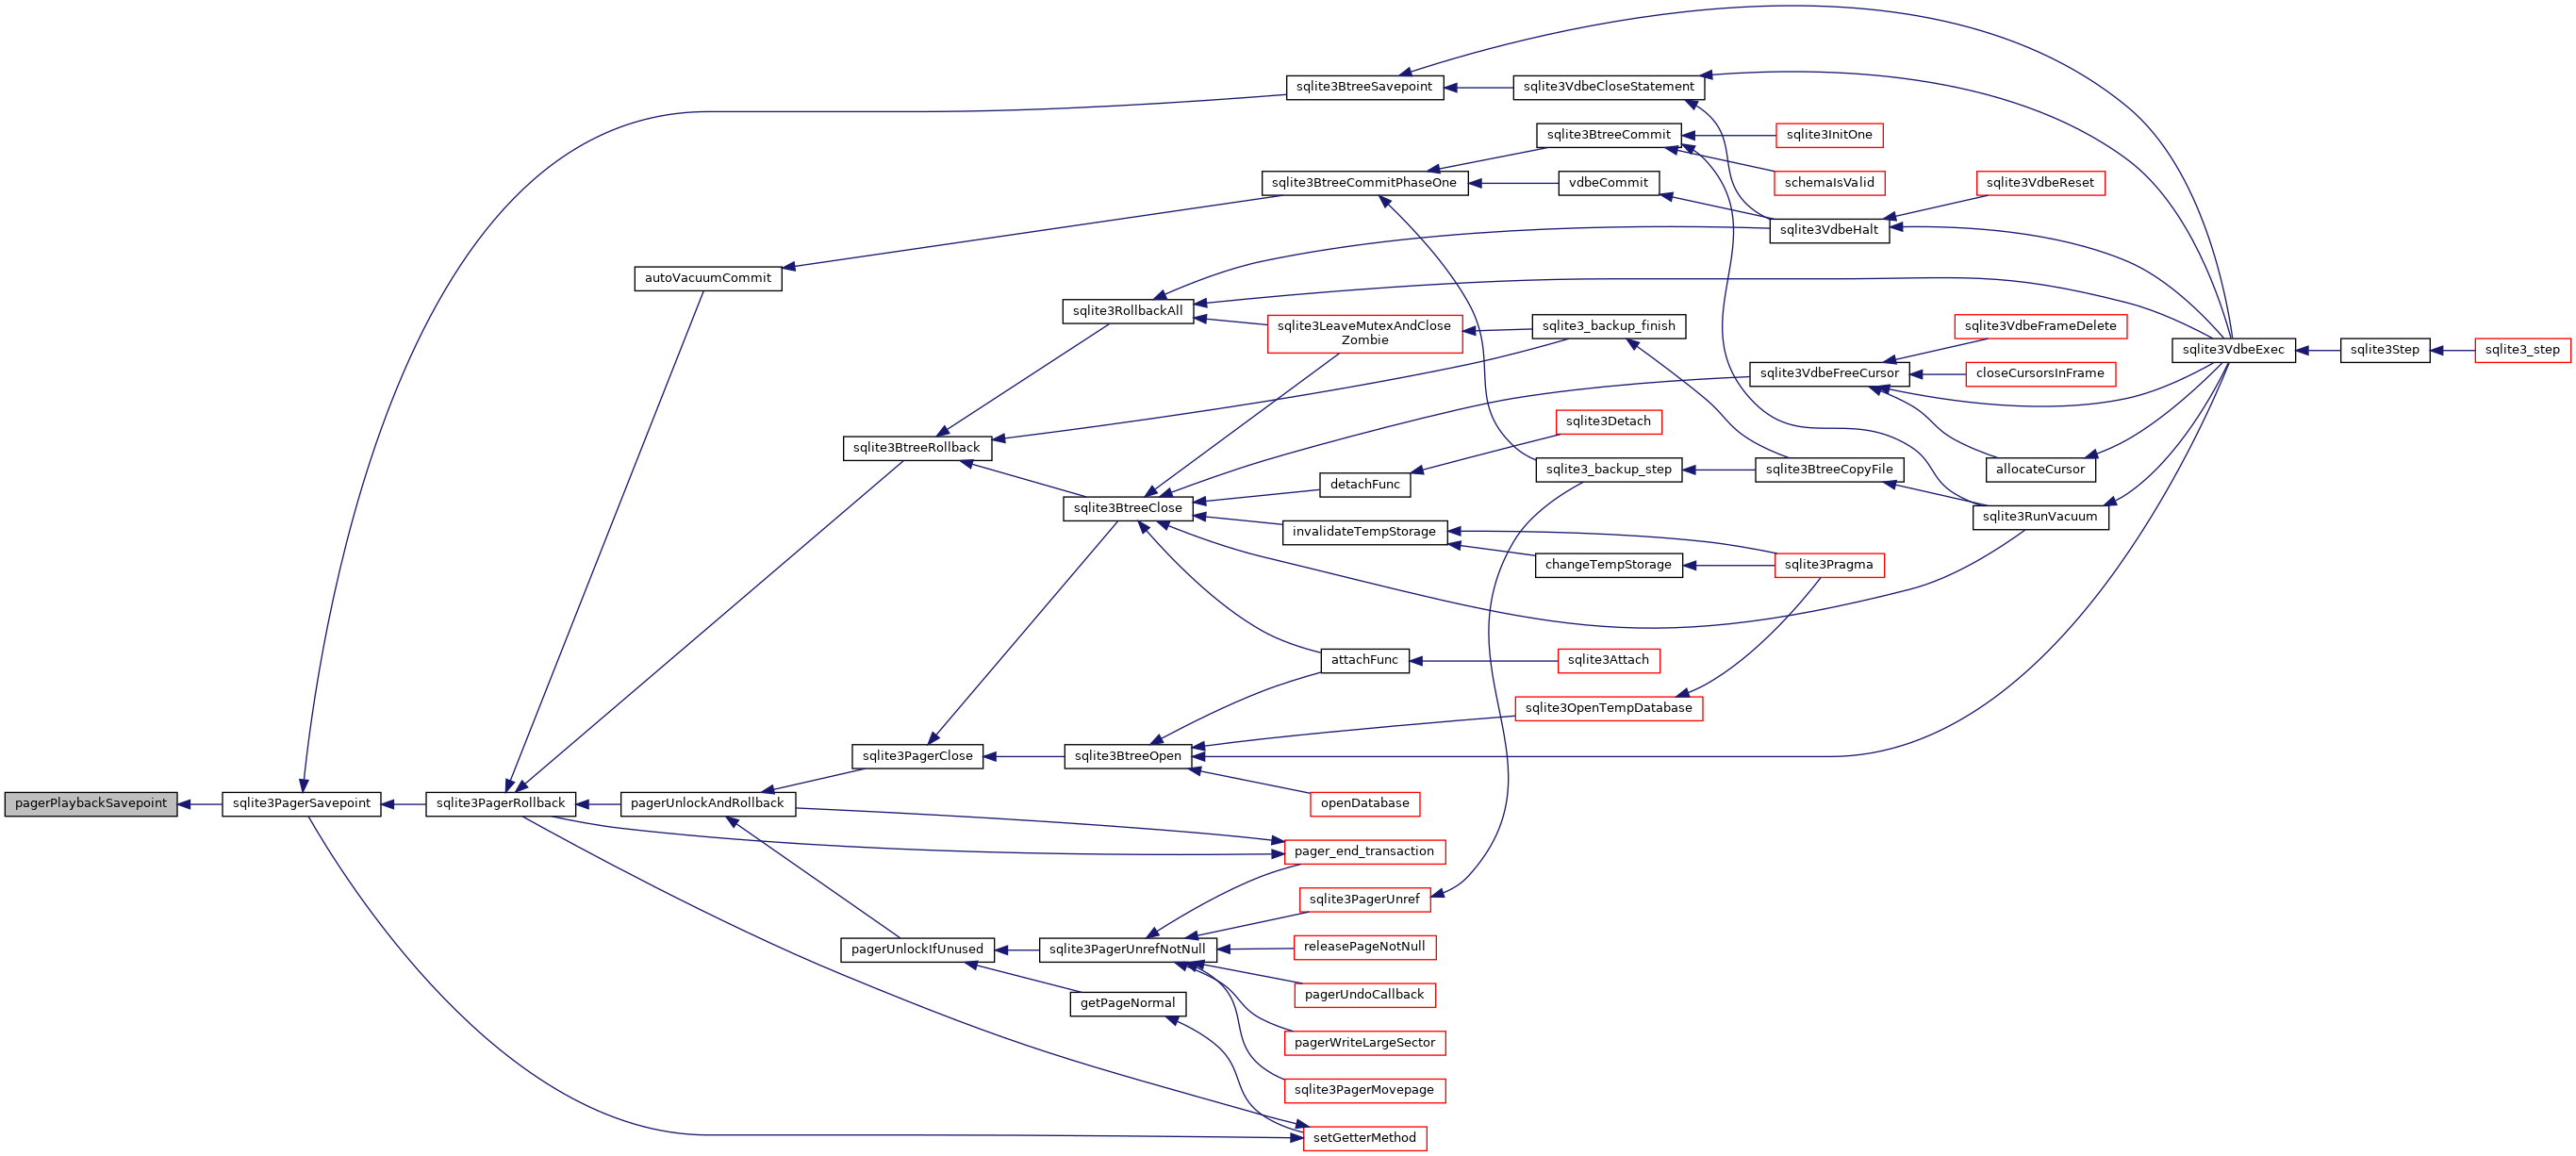 sqlite3BtreeSavepoint
sqlite3VdbeCloseStatement
sqlite3BtreeCommit
sqlite3InitOne
sqlite3BtreeCommitPhaseOne
vdbeCommit
schemaIsValid
sqlite3VdbeReset
sqlite3VdbeHalt
autoVacuumCommit
sqlite3RollbackAll
sqlite3LeaveMutexAndClose
Zombie
sqlite3_backup_finish
sqlite3VdbeFrameDelete
sqlite3VdbeExec
sqlite3Step
sqlite3_step
sqlite3VdbeFreeCursor
closeCursorsInFrame
sqlite3Detach
sqlite3BtreeRollback
sqlite3_backup_step
sqlite3BtreeCopyFile
allocateCursor
detachFunc
sqlite3BtreeClose
sqlite3RunVacuum
invalidateTempStorage
changeTempStorage
sqlite3Pragma
attachFunc
sqlite3Attach
sqlite3OpenTempDatabase
sqlite3PagerClose
sqlite3BtreeOpen
pagerPlaybackSavepoint
sqlite3PagerSavepoint
sqlite3PagerRollback
pagerUnlockAndRollback
openDatabase
pager_end_transaction
sqlite3PagerUnref
pagerUnlockIfUnused
sqlite3PagerUnrefNotNull
releasePageNotNull
getPageNormal
pagerUndoCallback
pagerWriteLargeSector
sqlite3PagerMovepage
setGetterMethod